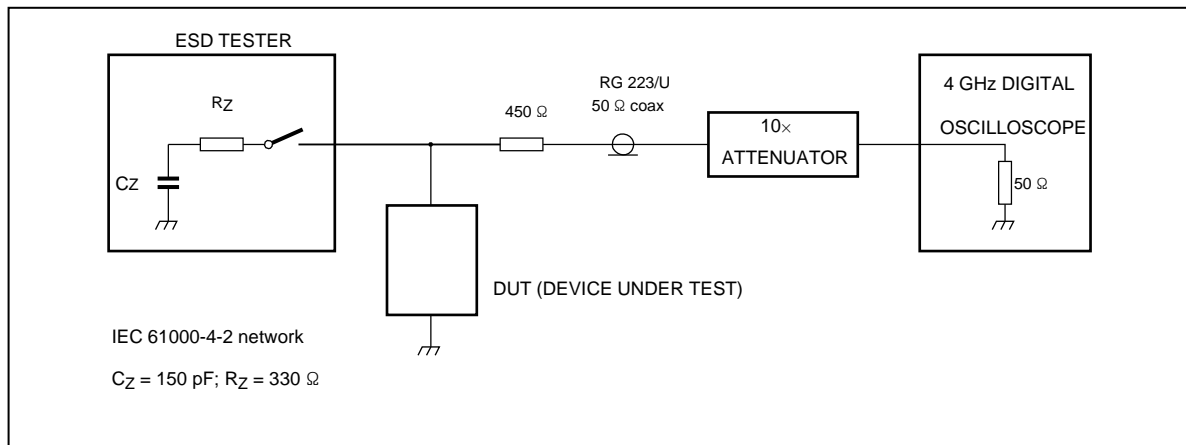 ESD TESTER
RZ
CZ
450 Ω
RG 223/U
50 Ω coax
10×
ATTENUATOR
4 GHz DIGITAL
OSCILLOSCOPE
50 Ω
DUT (DEVICE UNDER TEST)
IEC 61000-4-2 network
CZ = 150 pF; RZ = 330 Ω